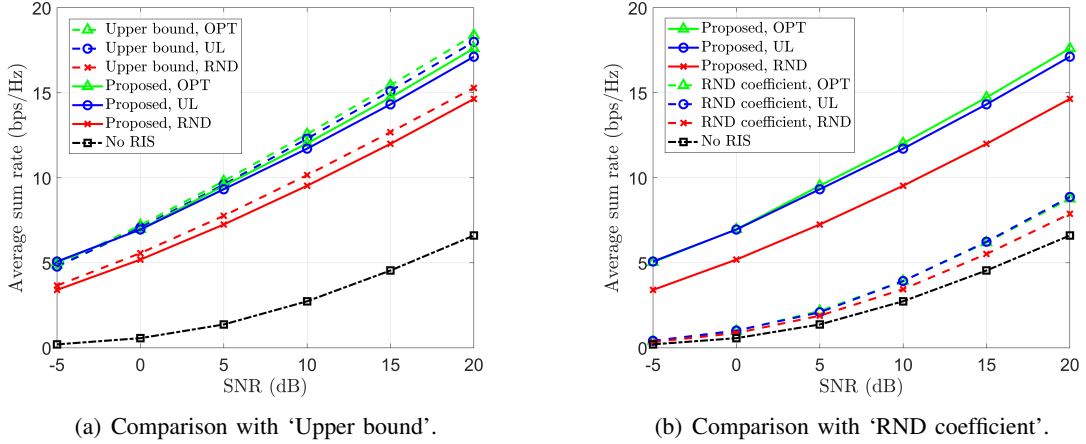 Upper bound, OPT
Upper bound, UL
Upper bound, RND
Proposed, OPT
Proposed, UL
Proposed, RND
No RIS
Average sum rate (bps/Hz)
20
15
10
5
0
-5 0 5 10 15 20
SNR (dB)
(a) Comparison with ‘Upper bound’.
Proposed, OPT
Proposed, UL
Proposed, RND
RND coefficient, OPT
RND coefficient, UL
RND coefficient, RND
No RIS
Average sum rate (bps/Hz)
20
15
10
5
0
-5 0 5 10 15 20
SNR (dB)
(b) Comparison with ‘RND coefficient’.